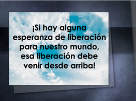 ¡Si hay alguna
esperanza de liberación
para nuestro mundo,
esa liberación debe
venir desde arriba!